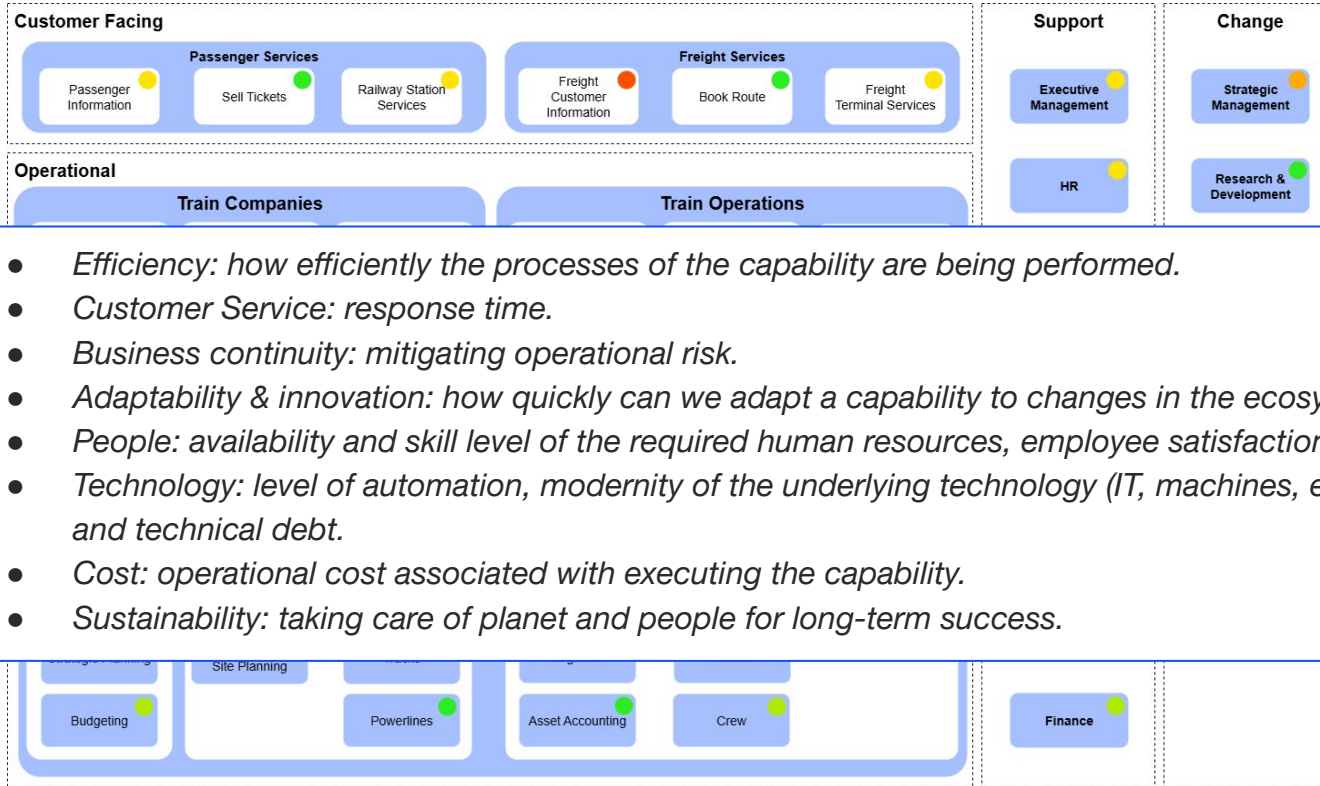 Customer Facing
Support
Change
Passenger Services
Freight Services
Passenger
Information
Sell Tickets
Railway Station
Services
Freight
Customer
Information
Book Route
Freight
Terminal Services
Executive
Management
Strategic
Management
Operational
HR
Research &
Development
Train Companies
Train Operations
● Efficiency: how efficiently the processes of the capability are being performed.
● Customer Service: response time.
● Business continuity: mitigating operational risk.
● Adaptability & innovation: how quickly can we adapt a capability to changes in the ecosy
● People: availability and skill level of the required human resources, employee satisfaction
● Technology: level of automation, modernity of the underlying technology (IT, machines, e
and technical debt.
● Cost: operational cost associated with executing the capability.
● Sustainability: taking care of planet and people for long-term success.
Site Planning
Budgeting
Powerlines
Asset Accounting
Crew
Finance